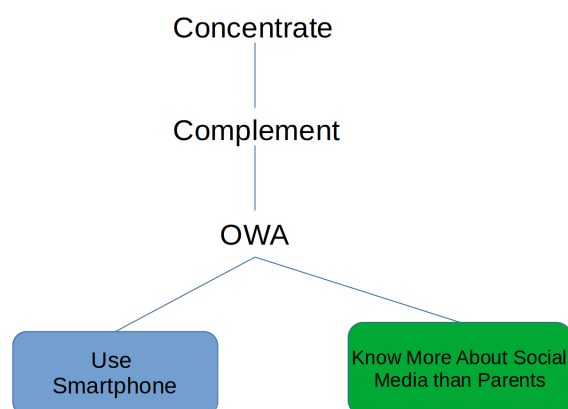 Concentrate
Complement
OWA
Use
Smartphone
Know More About Social
Media than Parents